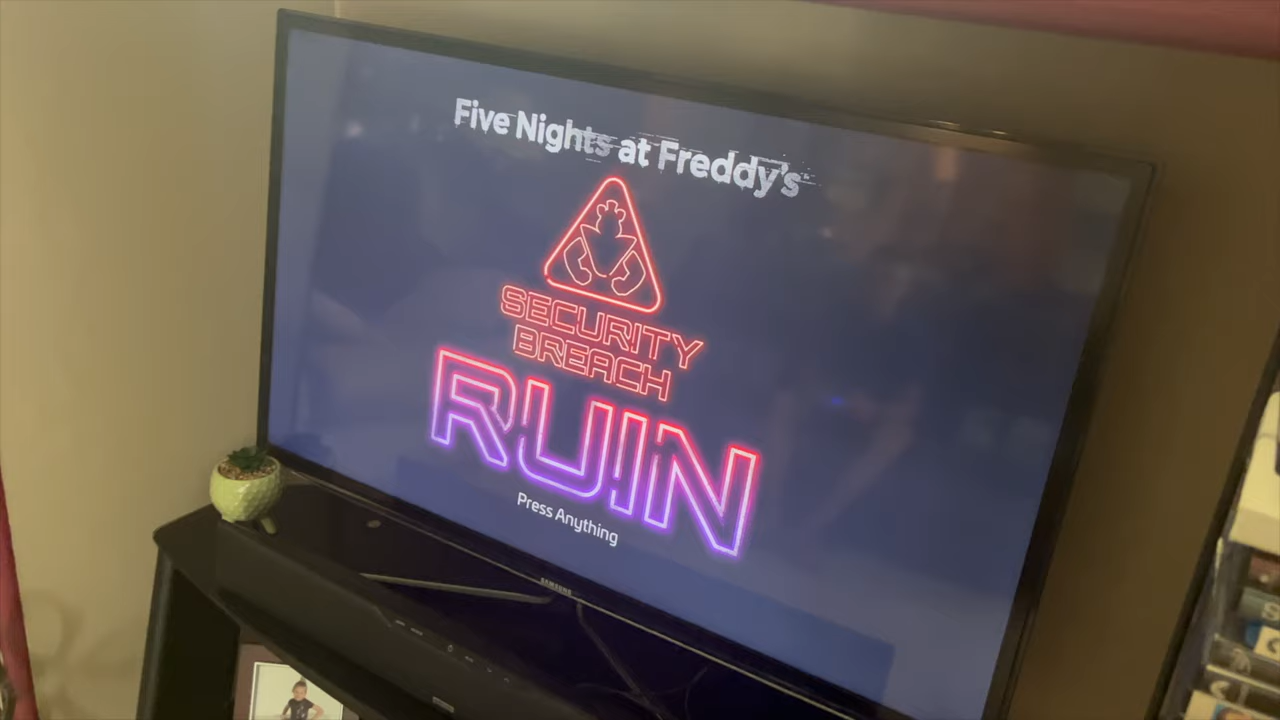 Five Nights at Freddy's
SECURITY
BREACH
RUIN
Press Anything
SAMSUNG